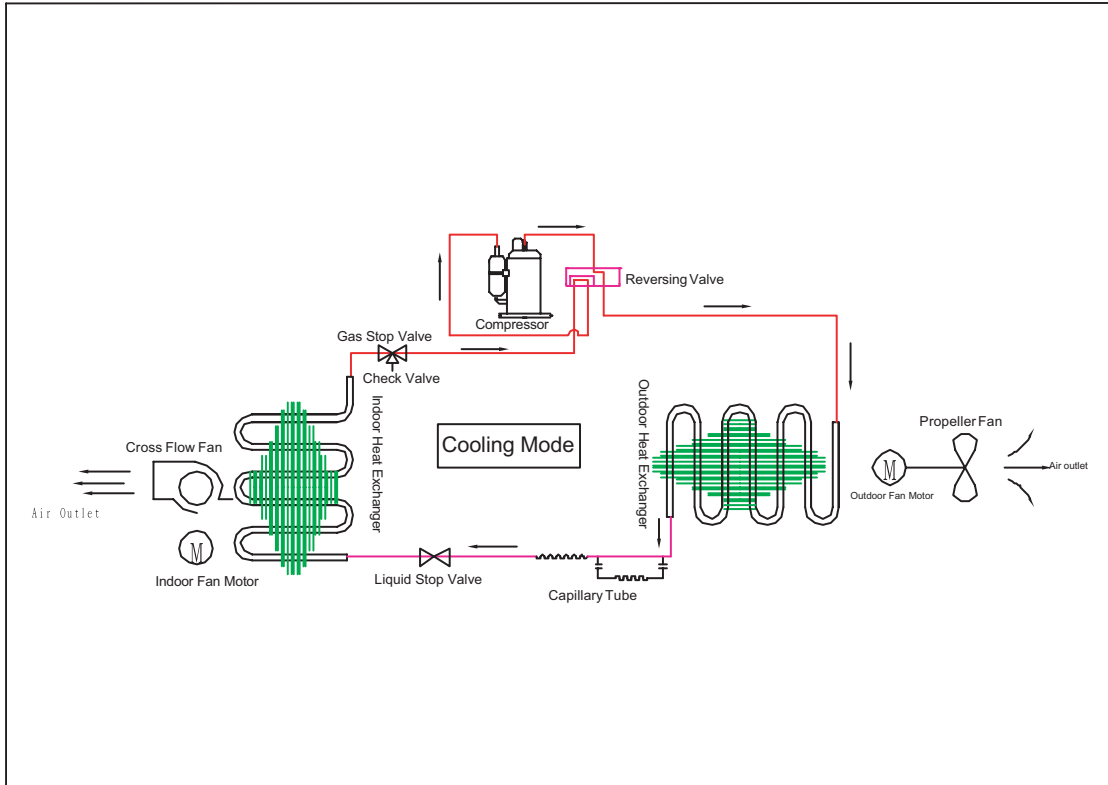 Reversing Valve
Compressor
Gas Stop Valve
Check Valve
Indoor Heat Exchanger
Outdoor Heat Exchanger
Cooling Mode
Cross Flow Fan
Propeller Fan
Air outlet
M
Outdoor Fan Motor
Air Outlet
M
Indoor Fan Motor
Liquid Stop Valve
Capillary Tube